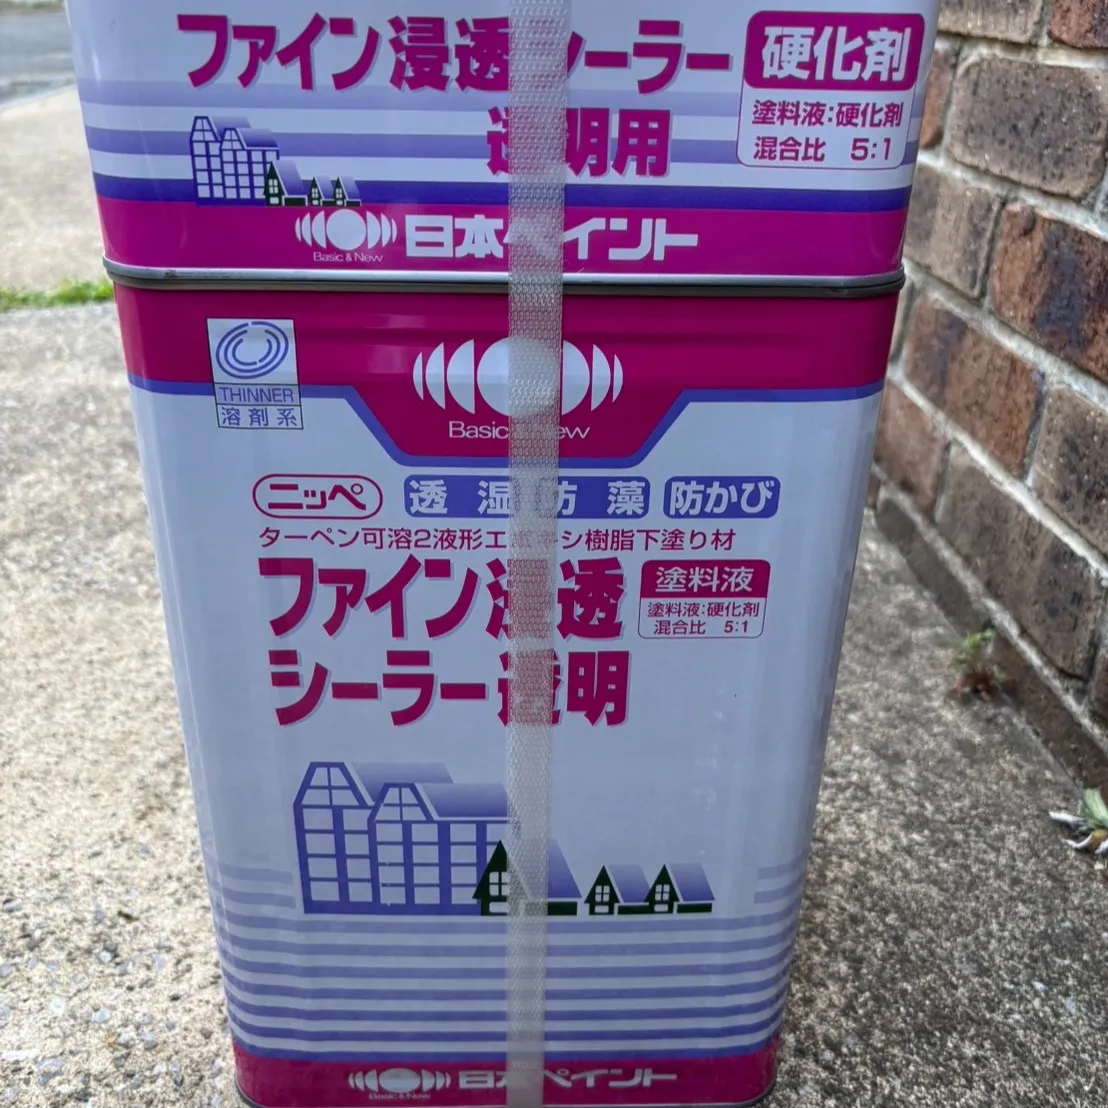 ファイン浸透シーラー
透明用
硬化剤
塗料液:硬化剤
混合比 5:1
Basic & New
日本ペイント
THINNER
溶剤系
Basic & New
ニッペ 透湿 防藻 防かび
ターペン可溶2液形エポキシ樹脂下塗り材
ファイン浸透
シーラー透明
塗料液
塗料液:硬化剤
混合比 5:1
日本ペイント
Basic & New